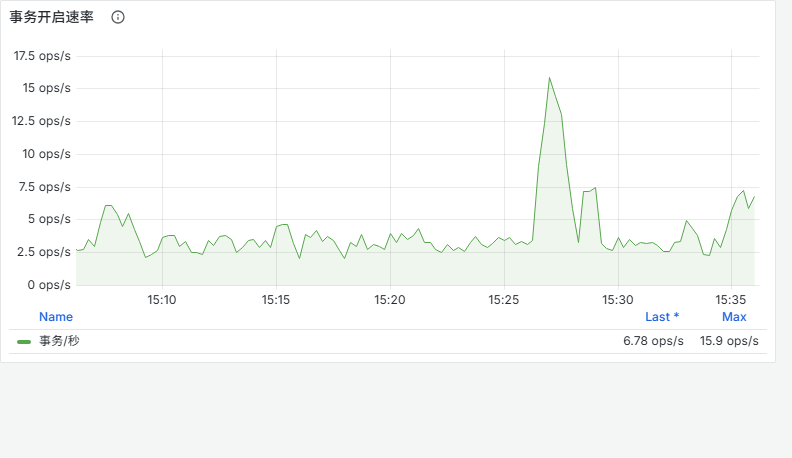 事务开启速率
17.5 ops/s
15 ops/s
12.5 ops/s
10 ops/s
7.5 ops/s
5 ops/s
2.5 ops/s
0 ops/s
15:10 15:15 15:20 15:25 15:30 15:35
Name Last * Max
事务/秒 6.78 ops/s 15.9 ops/s